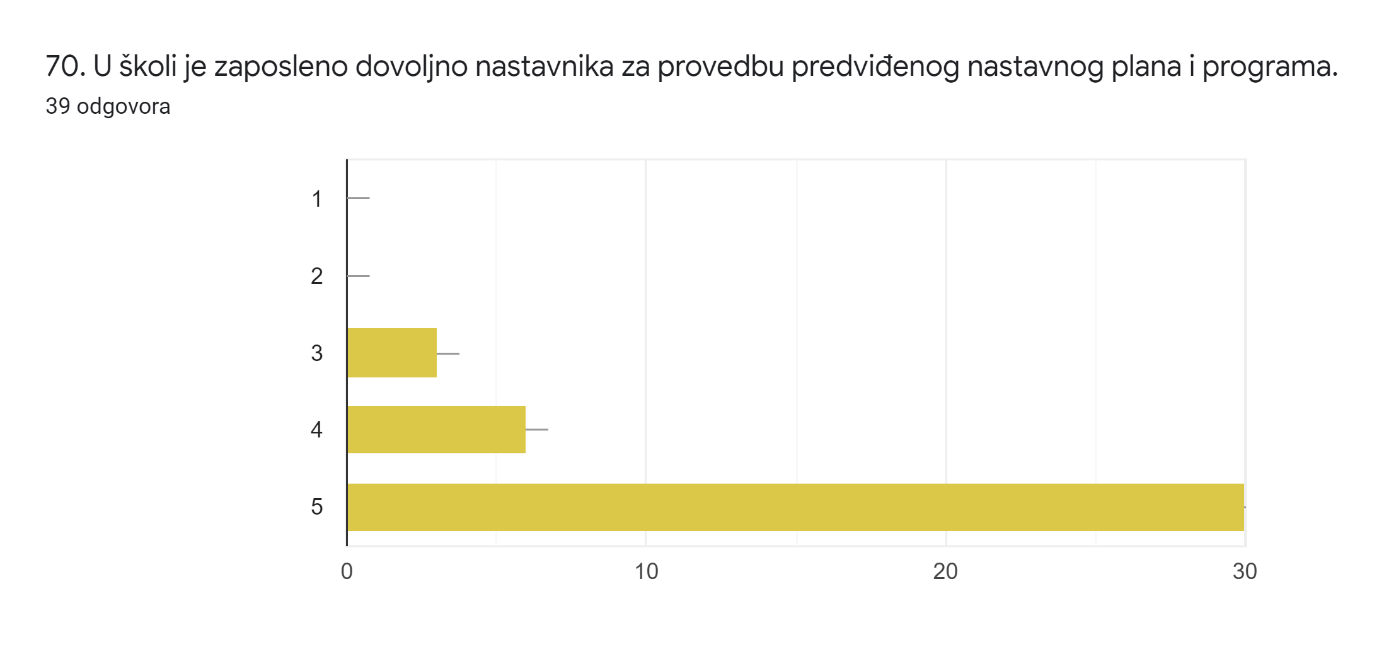 70. U školi je zaposleno dovoljno nastavnika za provedbu predviđenog nastavnog plana i programa.
39 odgovora
1
2
3
4
5
0 10 20 30